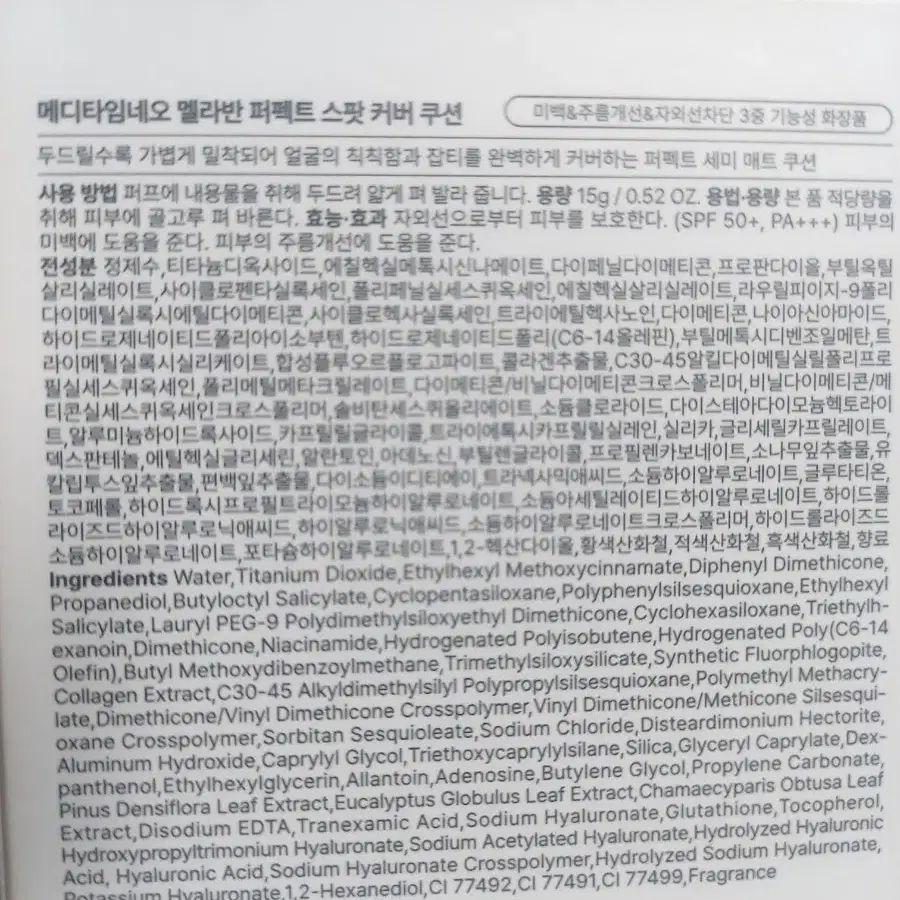 메디타임네오 멜라반 퍼펙트 스팟 커버 쿠션
미백&주름개선&자외선차단 3중 기능성 화장품
두드릴수록 가볍게 밀착되어 얼굴의 칙칙함과 잡티를 완벽하게 커버하는 퍼펙트 세미 매트 쿠션
사용 방법 퍼프에 내용물을 취해 두드려 얇게 펴 발라 줍니다. 용량 15g / 0.52 OZ. 용법·용량 본 품 적당량을
취해 피부에 골고루 펴 바른다. 효능·효과 자외선으로부터 피부를 보호한다. (SPF 50+, PA+++) 피부의
미백에 도움을 준다. 피부의 주름개선에 도움을 준다.
전성분 정제수,티타늄디옥사이드,에칠헥실메톡시신나메이트,다이페닐다이메티콘,프로판다이올,부틸옥틸
살리실레이트,사이클로펜타실록세인,폴리페닐실세스퀴옥세인,에칠헥실살리실레이트,라우릴피이지-9폴리
다이메틸실록시에틸다이메티콘,사이클로헥사실록세인,트라이에틸헥사노인,다이메티콘,나이아신아마이드,
하이드로제네이티드폴리아이소부텐,하이드로제네이티드폴리(C6-14올레핀),부틸메톡시디벤조일메탄,트
라이메틸실록시실리케이트,합성플루오르플로고파이트,콜라겐추출물,C30-45알킬다이메틸실릴폴리프로
필실세스퀴옥세인,폴리메틸메타크릴레이트,다이메티콘/비닐다이메티콘크로스폴리머,비닐다이메티콘/메
티콘실세스퀴옥세인크로스폴리머,솔비탄세스퀴올리에이트,소듐클로라이드,다이스테아다이모늄헥토라이
트,알루미늄하이드록사이드,카프릴릴글라이콜,트라이에톡시카프릴릴실레인,실리카,글리세릴카프릴레이트,
덱스판테놀,에틸헥실글리세린,알란토인,아데노신,부틸렌글라이콜,프로필렌카보네이트,소나무잎추출물,유
칼립투스잎추출물,편백잎추출물,다이소듐이디티에이,트라넥사믹애씨드,소듐하이알루로네이트,글루타티온,
토코페롤,하이드록시프로필트라이모늄하이알루로네이트,소듐아세틸레이티드하이알루로네이트,하이드롤
라이즈드하이알루로닉애씨드,하이알루로닉애씨드,소듐하이알루로네이트크로스폴리머,하이드롤라이즈드
소듐하이알루로네이트,포타슘하이알루로네이트,1,2-헥산다이올,황색산화철,적색산화철,흑색산화철,향료
Ingredients Water,Titanium Dioxide,Ethylhexyl Methoxycinnamate,Diphenyl Dimethicone,
Propanediol,Butyloctyl Salicylate,Cyclopentasiloxane,Polyphenylsilsesquioxane,Ethylhexyl
Salicylate,Lauryl PEG-9 Polydimethylsiloxyethyl Dimethicone,Cyclohexasiloxane,Triethylh-
exanoin,Dimethicone,Niacinamide,Hydrogenated Polyisobutene,Hydrogenated Poly(C6-14
Olefin),Butyl Methoxydibenzoylmethane,Trimethylsiloxysilicate,Synthetic Fluorphlogopite,
Collagen Extract,C30-45 Alkyldimethylsilyl Polypropylsilsesquioxane,Polymethyl Methacry-
late,Dimethicone/Vinyl Dimethicone Crosspolymer,Vinyl Dimethicone/Methicone Silsesqui-
oxane Crosspolymer,Sorbitan Sesquioleate,Sodium Chloride,Disteardimonium Hectorite,
Aluminum Hydroxide,Caprylyl Glycol,Triethoxycaprylylsilane,Silica,Glyceryl Caprylate,Dex-
panthenol,Ethylhexylglycerin,Allantoin,Adenosine,Butylene Glycol,Propylene Carbonate,
Pinus Densiflora Leaf Extract,Eucalyptus Globulus Leaf Extract,Chamaecyparis Obtusa Leaf
Extract,Disodium EDTA,Tranexamic Acid,Sodium Hyaluronate,Glutathione,Tocopherol,
Hydroxypropyltrimonium Hyaluronate,Sodium Acetylated Hyaluronate,Hydrolyzed Hyaluronic
Acid, Hyaluronic Acid,Sodium Hyaluronate Crosspolymer,Hydrolyzed Sodium Hyaluronate,
Potassium Hyaluronate,1,2-Hexanediol,CI 77492,CI 77491,CI 77499,Fragrance